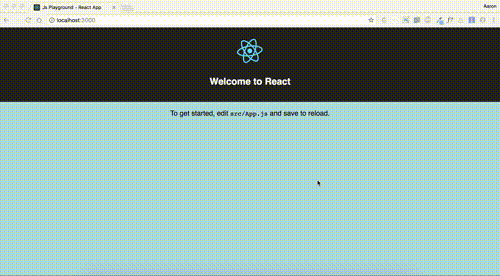 Js Playground - React App
Aaron
localhost:3000
Welcome to React
To get started, edit src/App.js and save to reload.